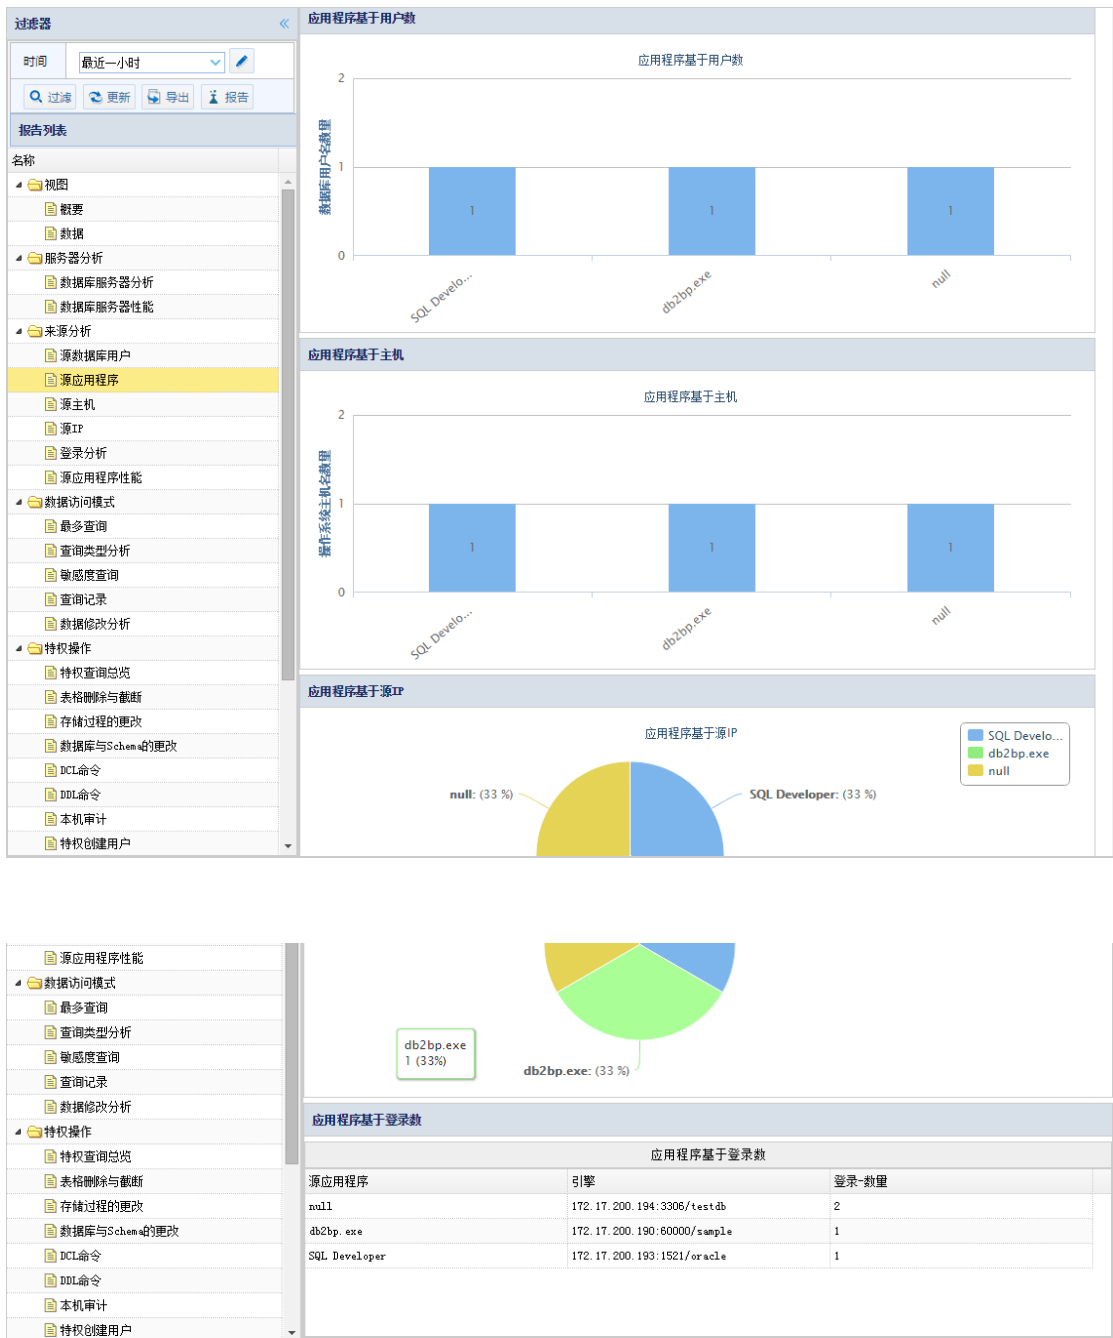 过滤器
时间
最近一小时
过滤
更新
导出
报告
报告列表
名称
视图
概要
数据
服务器分析
数据库服务器分析
数据库服务器性能
来源分析
源数据库用户
源应用程序
源主机
源IP
登录分析
源应用程序性能
数据访问模式
最多查询
查询类型分析
敏感度查询
查询记录
数据修改分析
特权操作
特权查询总览
表格删除与截断
存储过程的更改
数据库与Schema的更改
DCL命令
DDL命令
本机审计
特权创建用户
应用程序基于用户数
应用程序基于用户数
数据库用户名数量
2
1
0
1
1
1
SQL Develo...
db2bp.exe
null
应用程序基于主机
应用程序基于主机
操作系统主机名数量
2
1
0
1
1
1
SQL Develo...
db2bp.exe
null
应用程序基于源IP
应用程序基于源IP
SQL Develo...
db2bp.exe
null
null: (33 %)
SQL Developer: (33 %)
源应用程序性能
数据访问模式
最多查询
查询类型分析
敏感度查询
查询记录
数据修改分析
特权操作
特权查询总览
表格删除与截断
存储过程的更改
数据库与Schema的更改
DCL命令
DDL命令
本机审计
特权创建用户
db2bp.exe
1 (33%)
db2bp.exe: (33 %)
应用程序基于登录数
应用程序基于登录数
源应用程序 引擎 登录-数量
null 172.17.200.194:3306/testdb 2
db2bp.exe 172.17.200.190:60000/sample 1
SQL Developer 172.17.200.193:1521/oracle 1